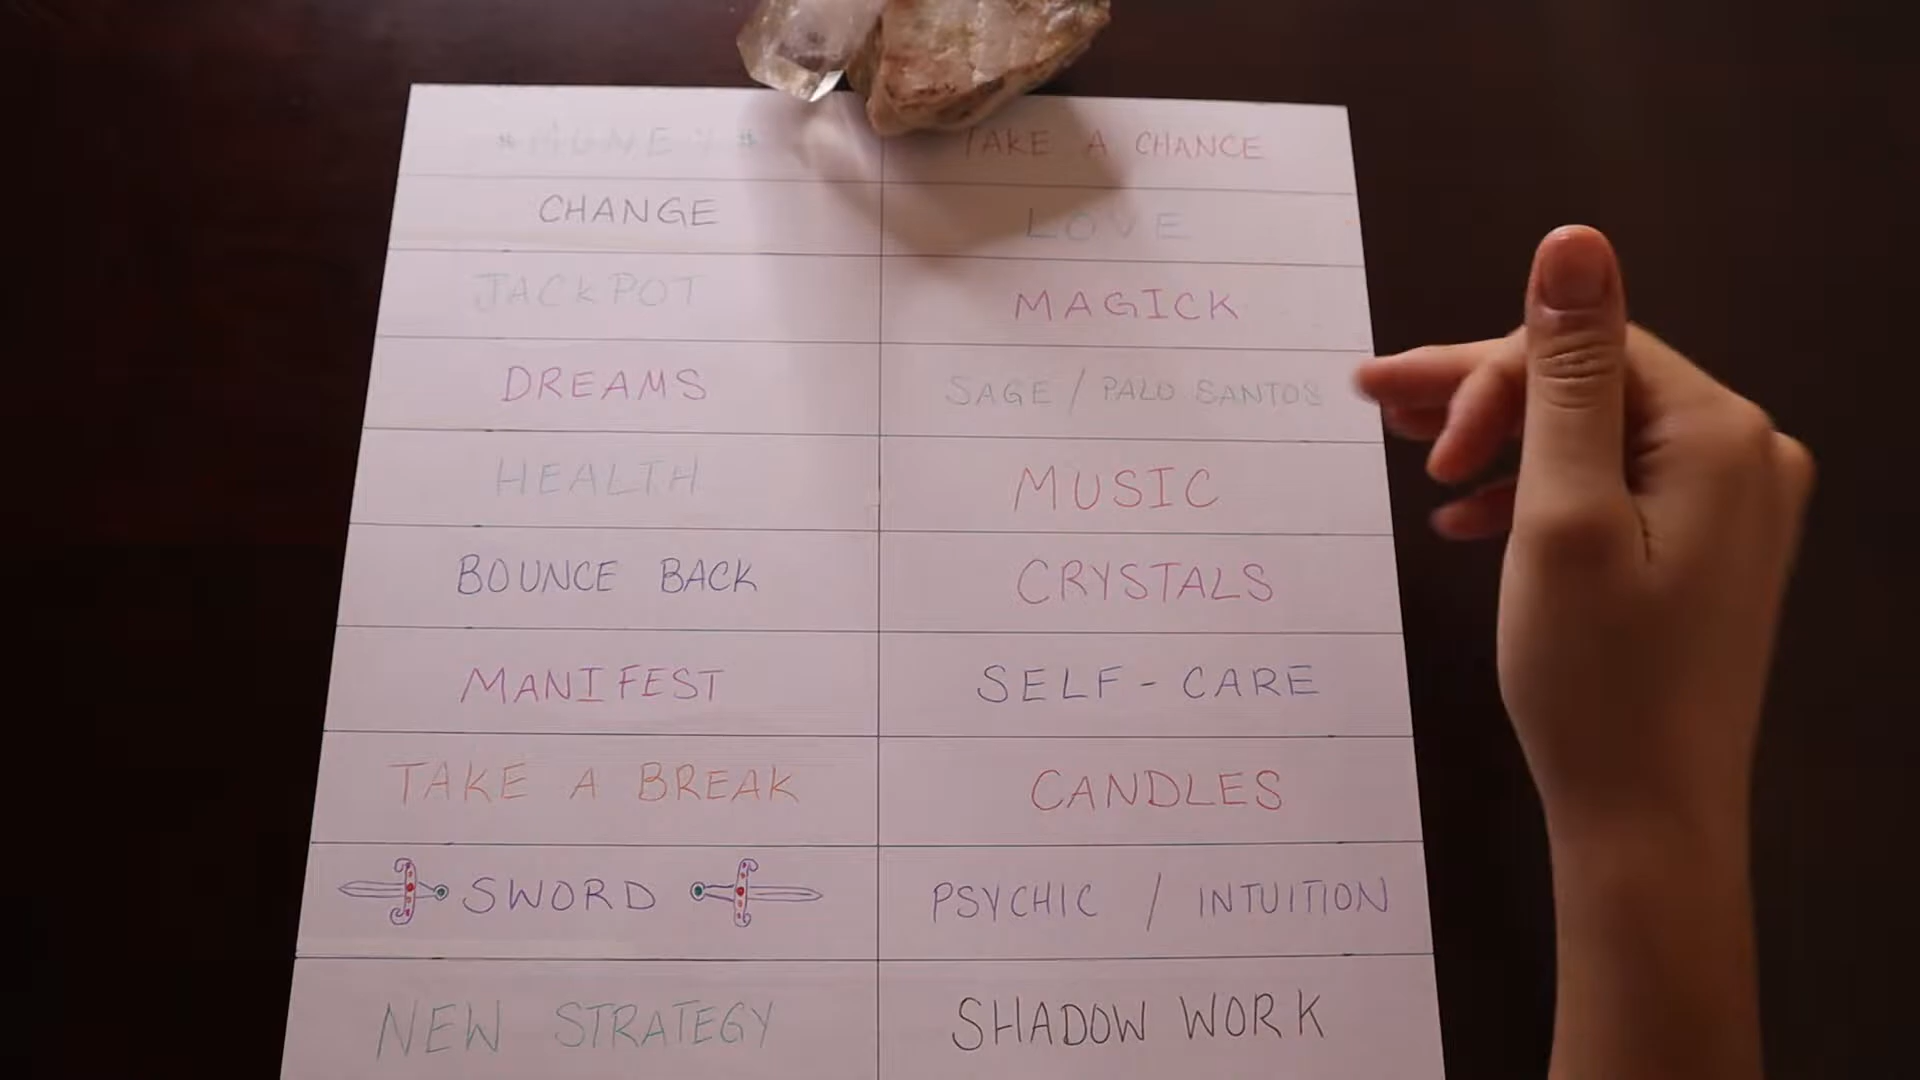 *MONEY* TAKE A CHANCE
CHANGE LOVE
JACKPOT MAGICK
DREAMS SAGE / PALO SANTOS
HEALTH MUSIC
BOUNCE BACK CRYSTALS
MANIFEST SELF-CARE
TAKE A BREAK CANDLES
SWORD PSYCHIC / INTUITION
NEW STRATEGY SHADOW WORK